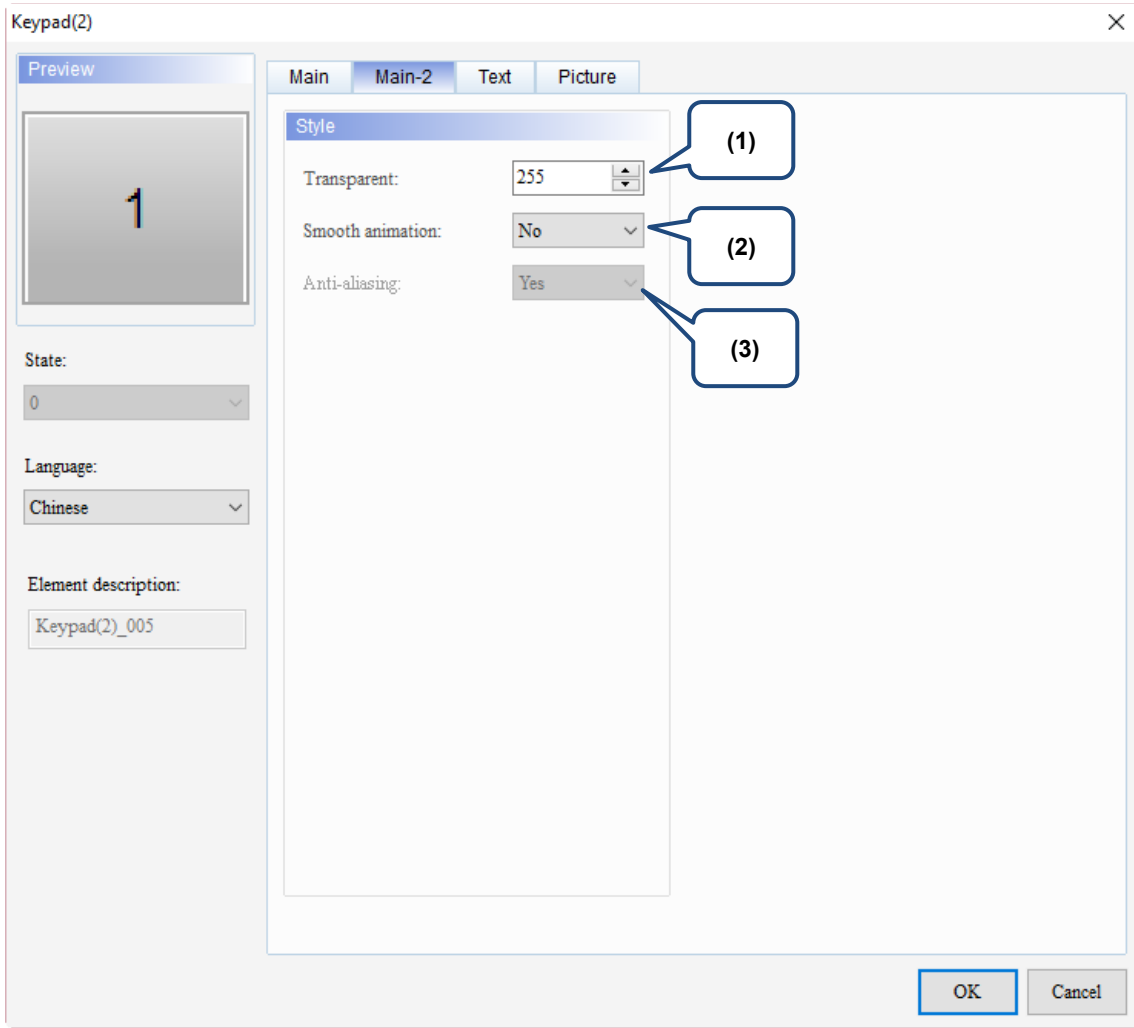 Keypad(2)
Preview
1
State:
0
Language:
Chinese
Element description:
Keypad(2)_005
Main Main-2 Text Picture
Style
Transparent: 255
Smooth animation: No
Anti-aliasing: Yes
(1)
(2)
(3)
OK Cancel